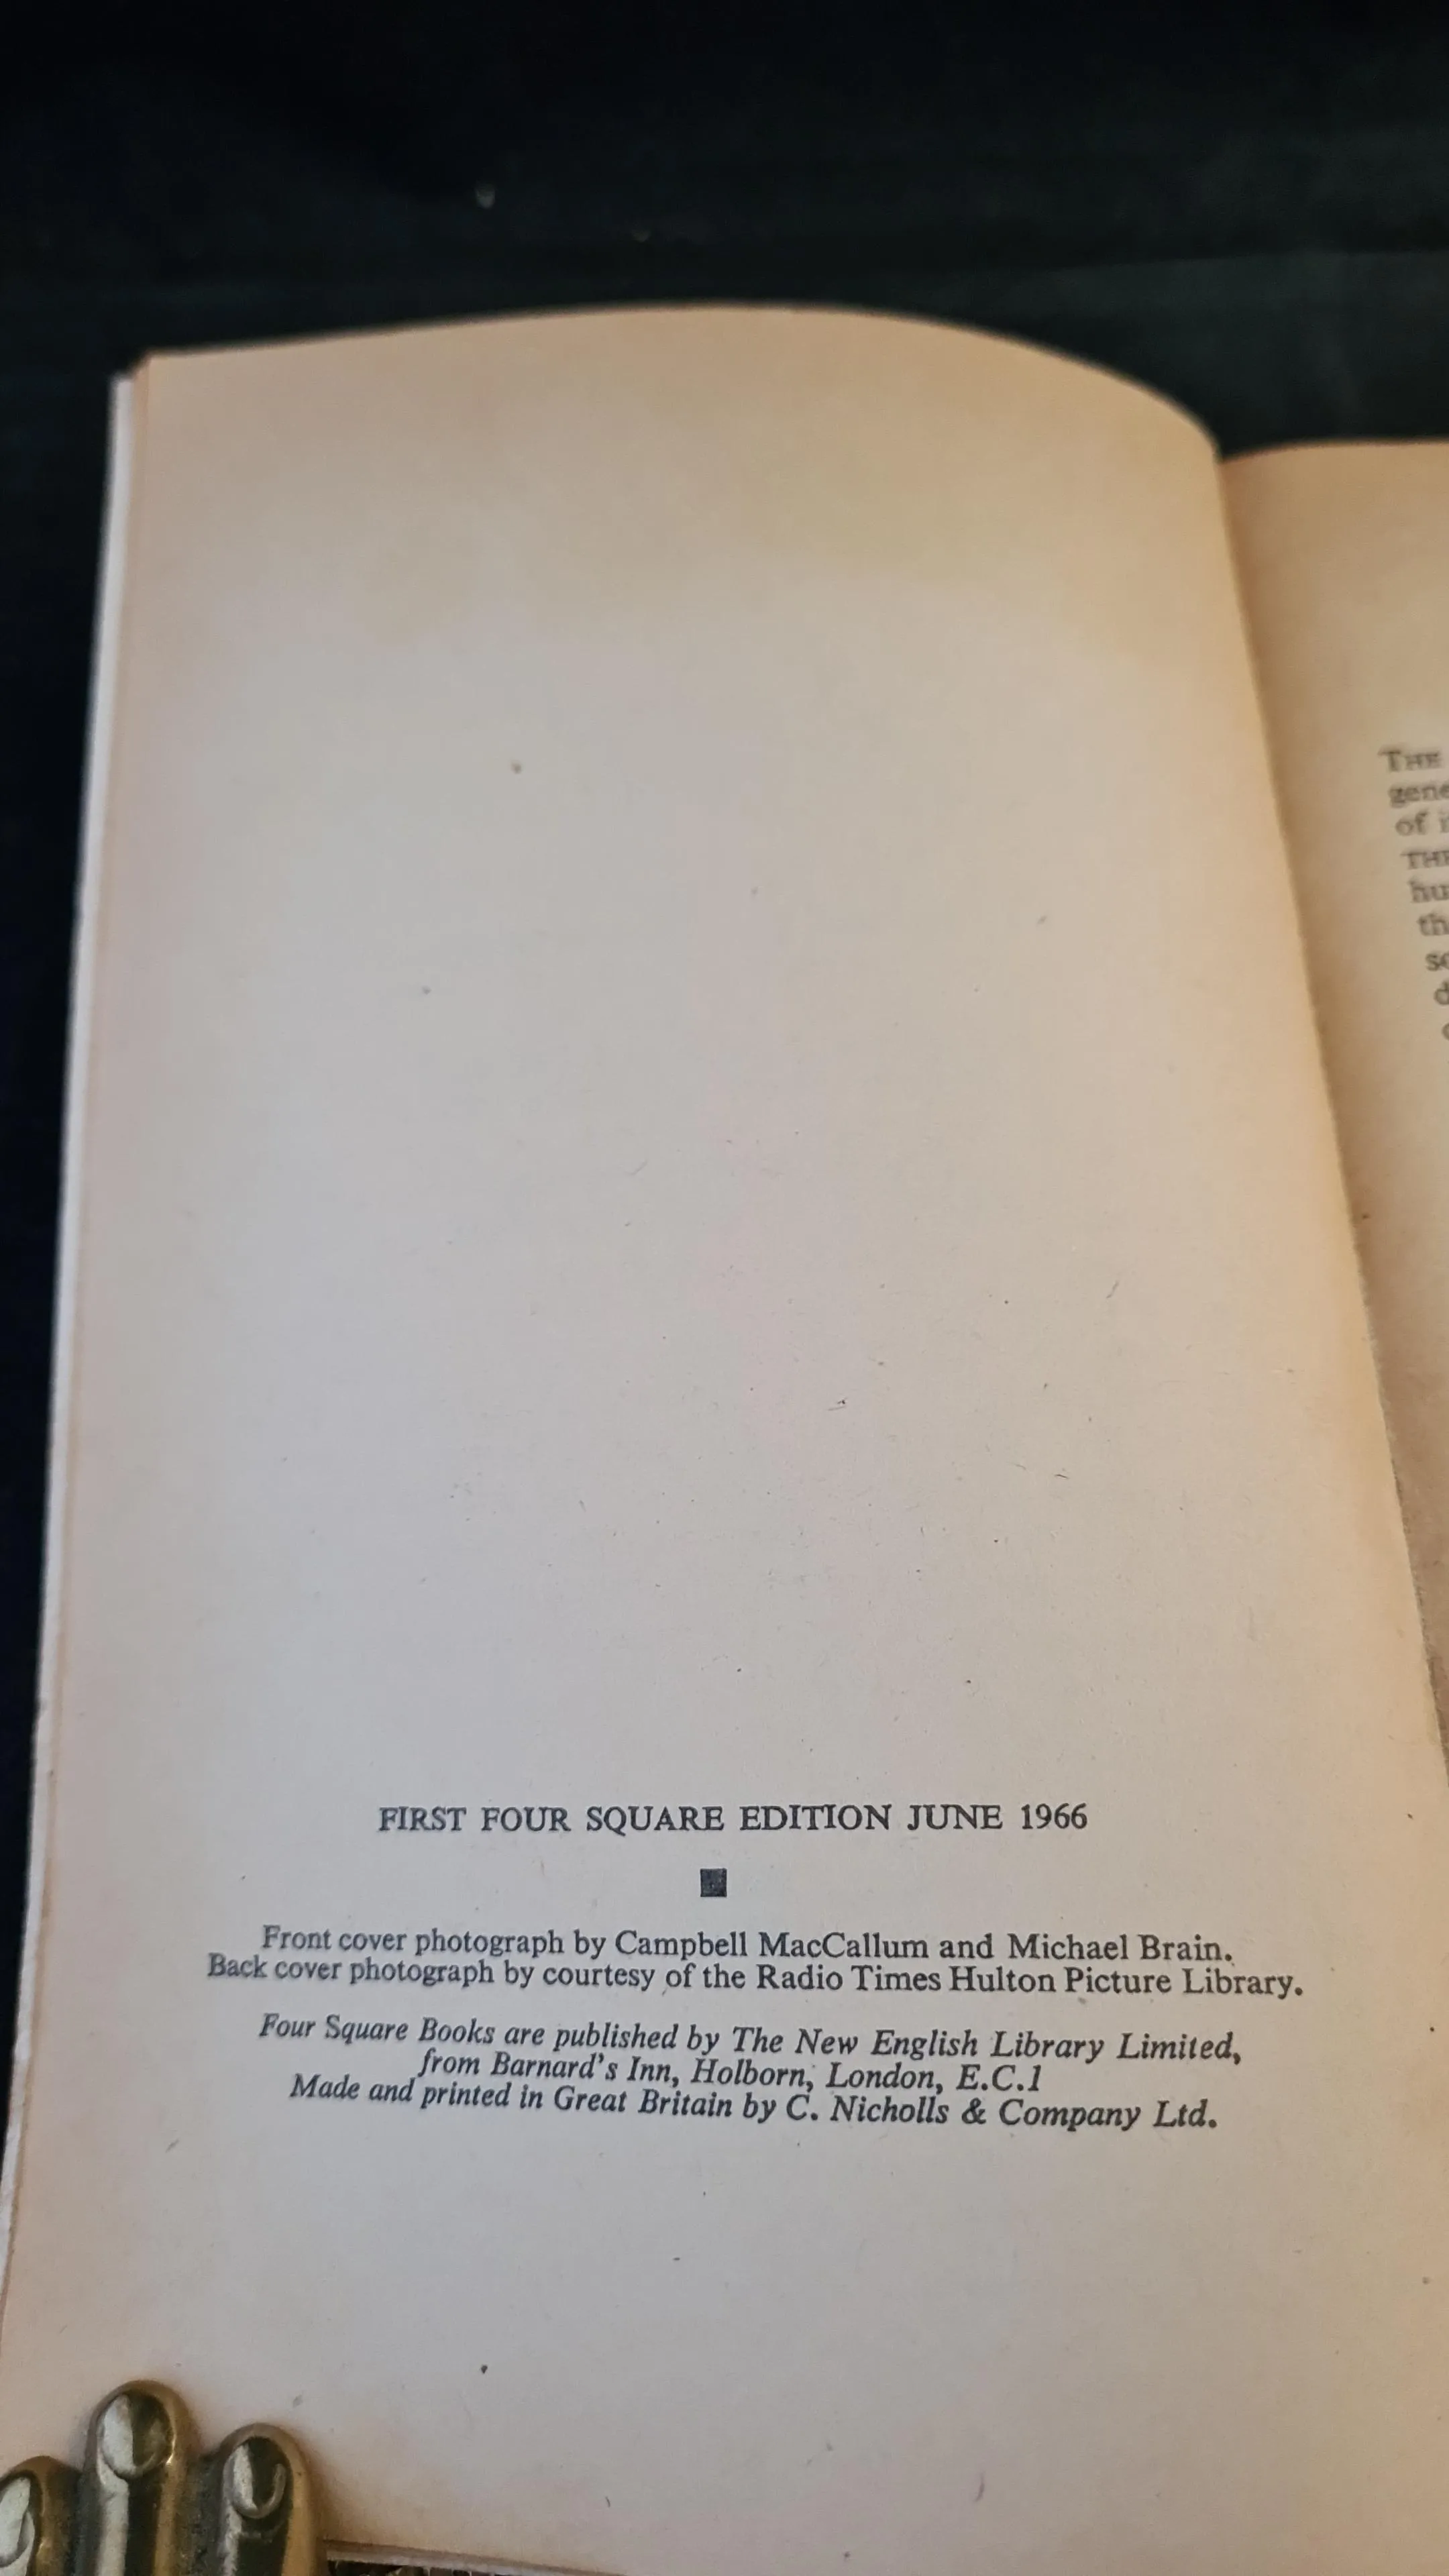 FIRST FOUR SQUARE EDITION JUNE 1966
Front cover photograph by Campbell MacCallum and Michael Brain.
Back cover photograph by courtesy of the Radio Times Hulton Picture Library.
Four Square Books are published by The New English Library Limited,
from Barnard's Inn, Holborn, London, E.C.1
Made and printed in Great Britain by C. Nicholls & Company Ltd.
THE
of